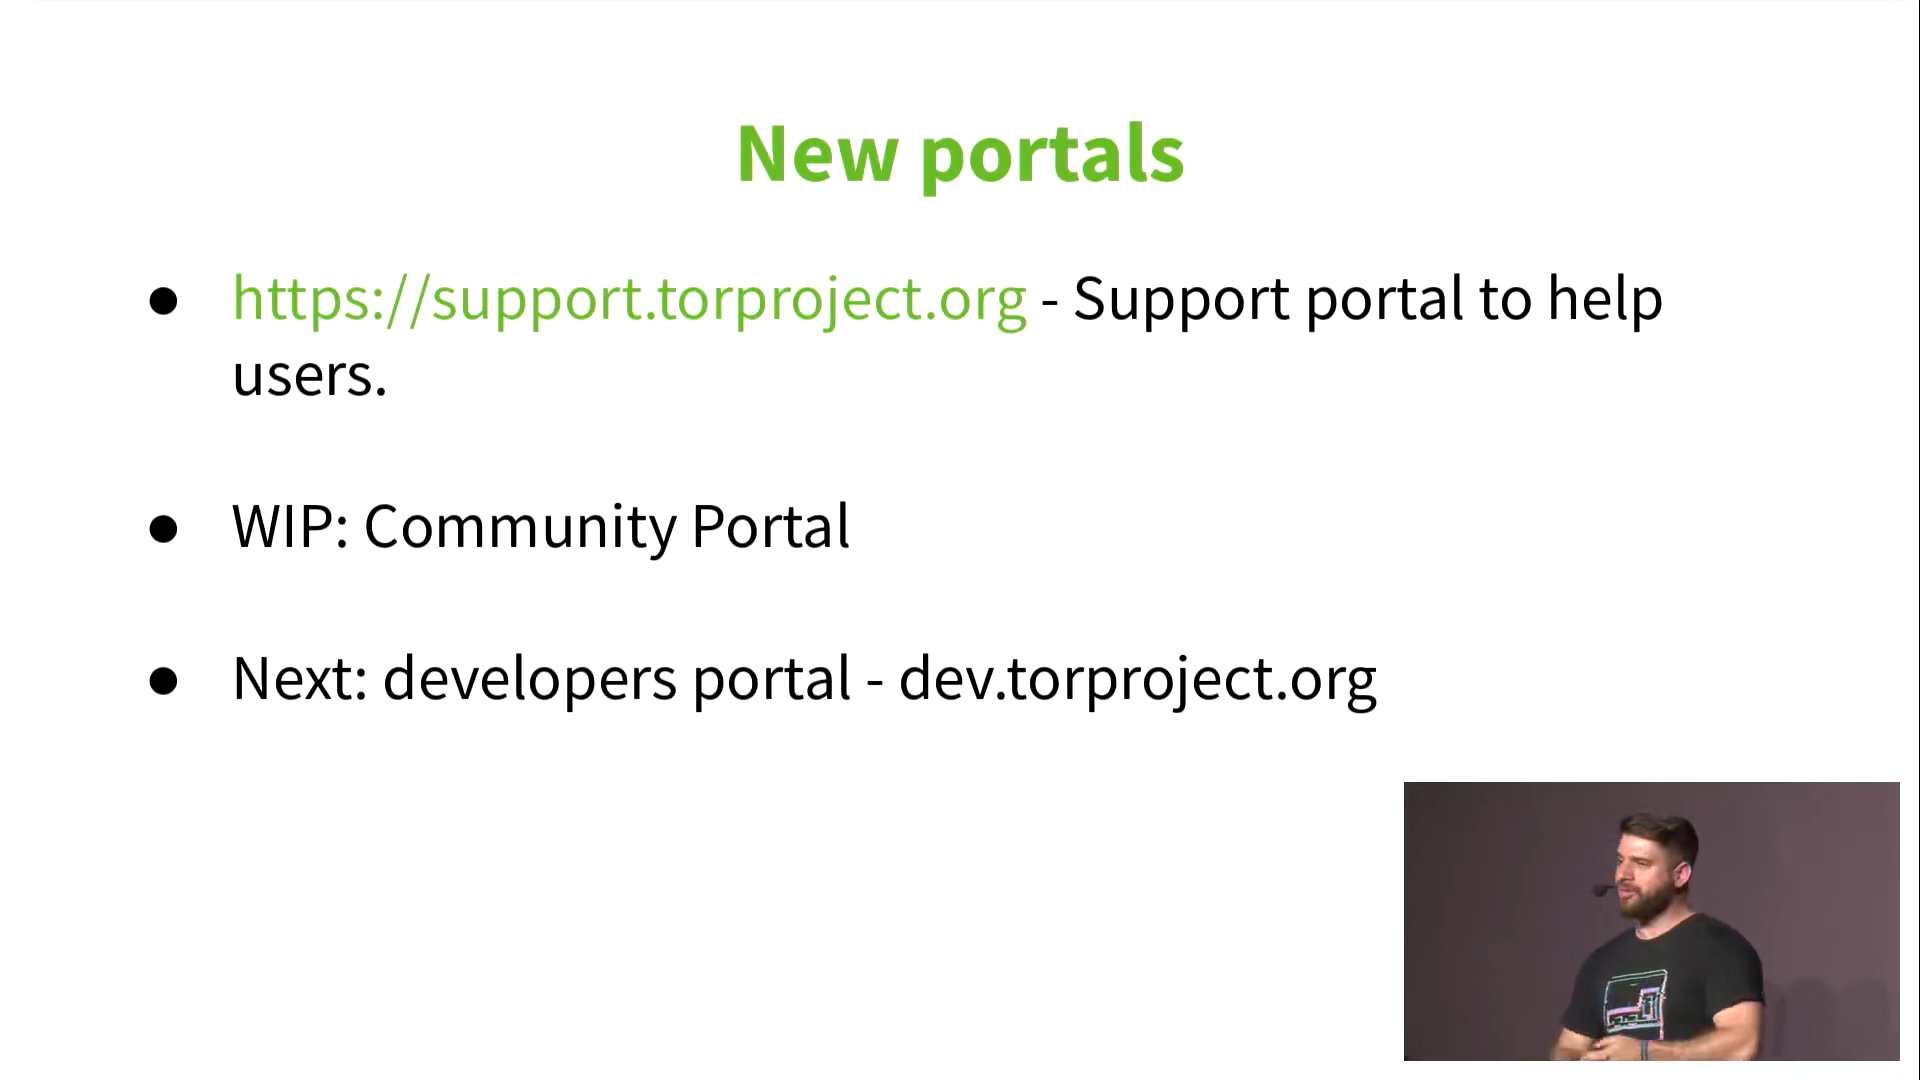 New portals
● https://support.torproject.org - Support portal to help
users.
● WIP: Community Portal
● Next: developers portal - dev.torproject.org